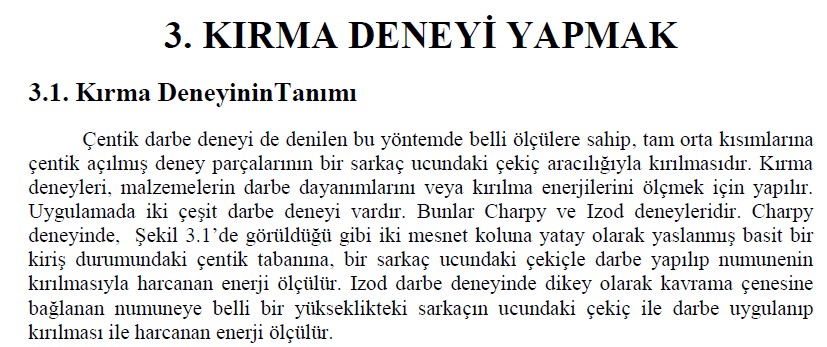 3. KIRMA DENEYİ YAPMAK
3.1. Kırma DeneyininTanımı
Çentik darbe deneyi de denilen bu yöntemde belli ölçülere sahip, tam orta kısımlarına
çentik açılmış deney parçalarının bir sarkaç ucundaki çekiç aracılığıyla kırılmasıdır. Kırma
deneyleri, malzemelerin darbe dayanımlarını veya kırılma enerjilerini ölçmek için yapılır.
Uygulamada iki çeşit darbe deneyi vardır. Bunlar Charpy ve Izod deneyleridir. Charpy
deneyinde,  Şekil 3.1’de görüldüğü gibi iki mesnet koluna yatay olarak yaslanmış basit bir
kiriş durumundaki çentik tabanına, bir sarkaç ucundaki çekiçle darbe yapılıp numunenin
kırılmasıyla harcanan enerji ölçülür. Izod darbe deneyinde dikey olarak kavrama çenesine
bağlanan numuneye belli bir yükseklikteki sarkaçın ucundaki çekiç ile darbe uygulanıp
kırılması ile harcanan enerji ölçülür.